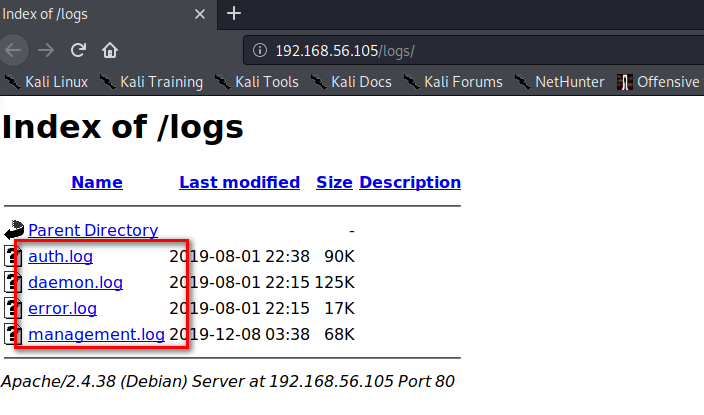 Index of /logs
192.168.56.105/logs/
Kali Linux Kali Training Kali Tools Kali Docs Kali Forums NetHunter Offensive
Index of /logs
Name Last modified Size Description
Parent Directory -
auth.log 2019-08-01 22:38 90K
daemon.log 2019-08-01 22:15 125K
error.log 2019-08-01 22:15 17K
management.log 2019-12-08 03:38 68K
Apache/2.4.38 (Debian) Server at 192.168.56.105 Port 80